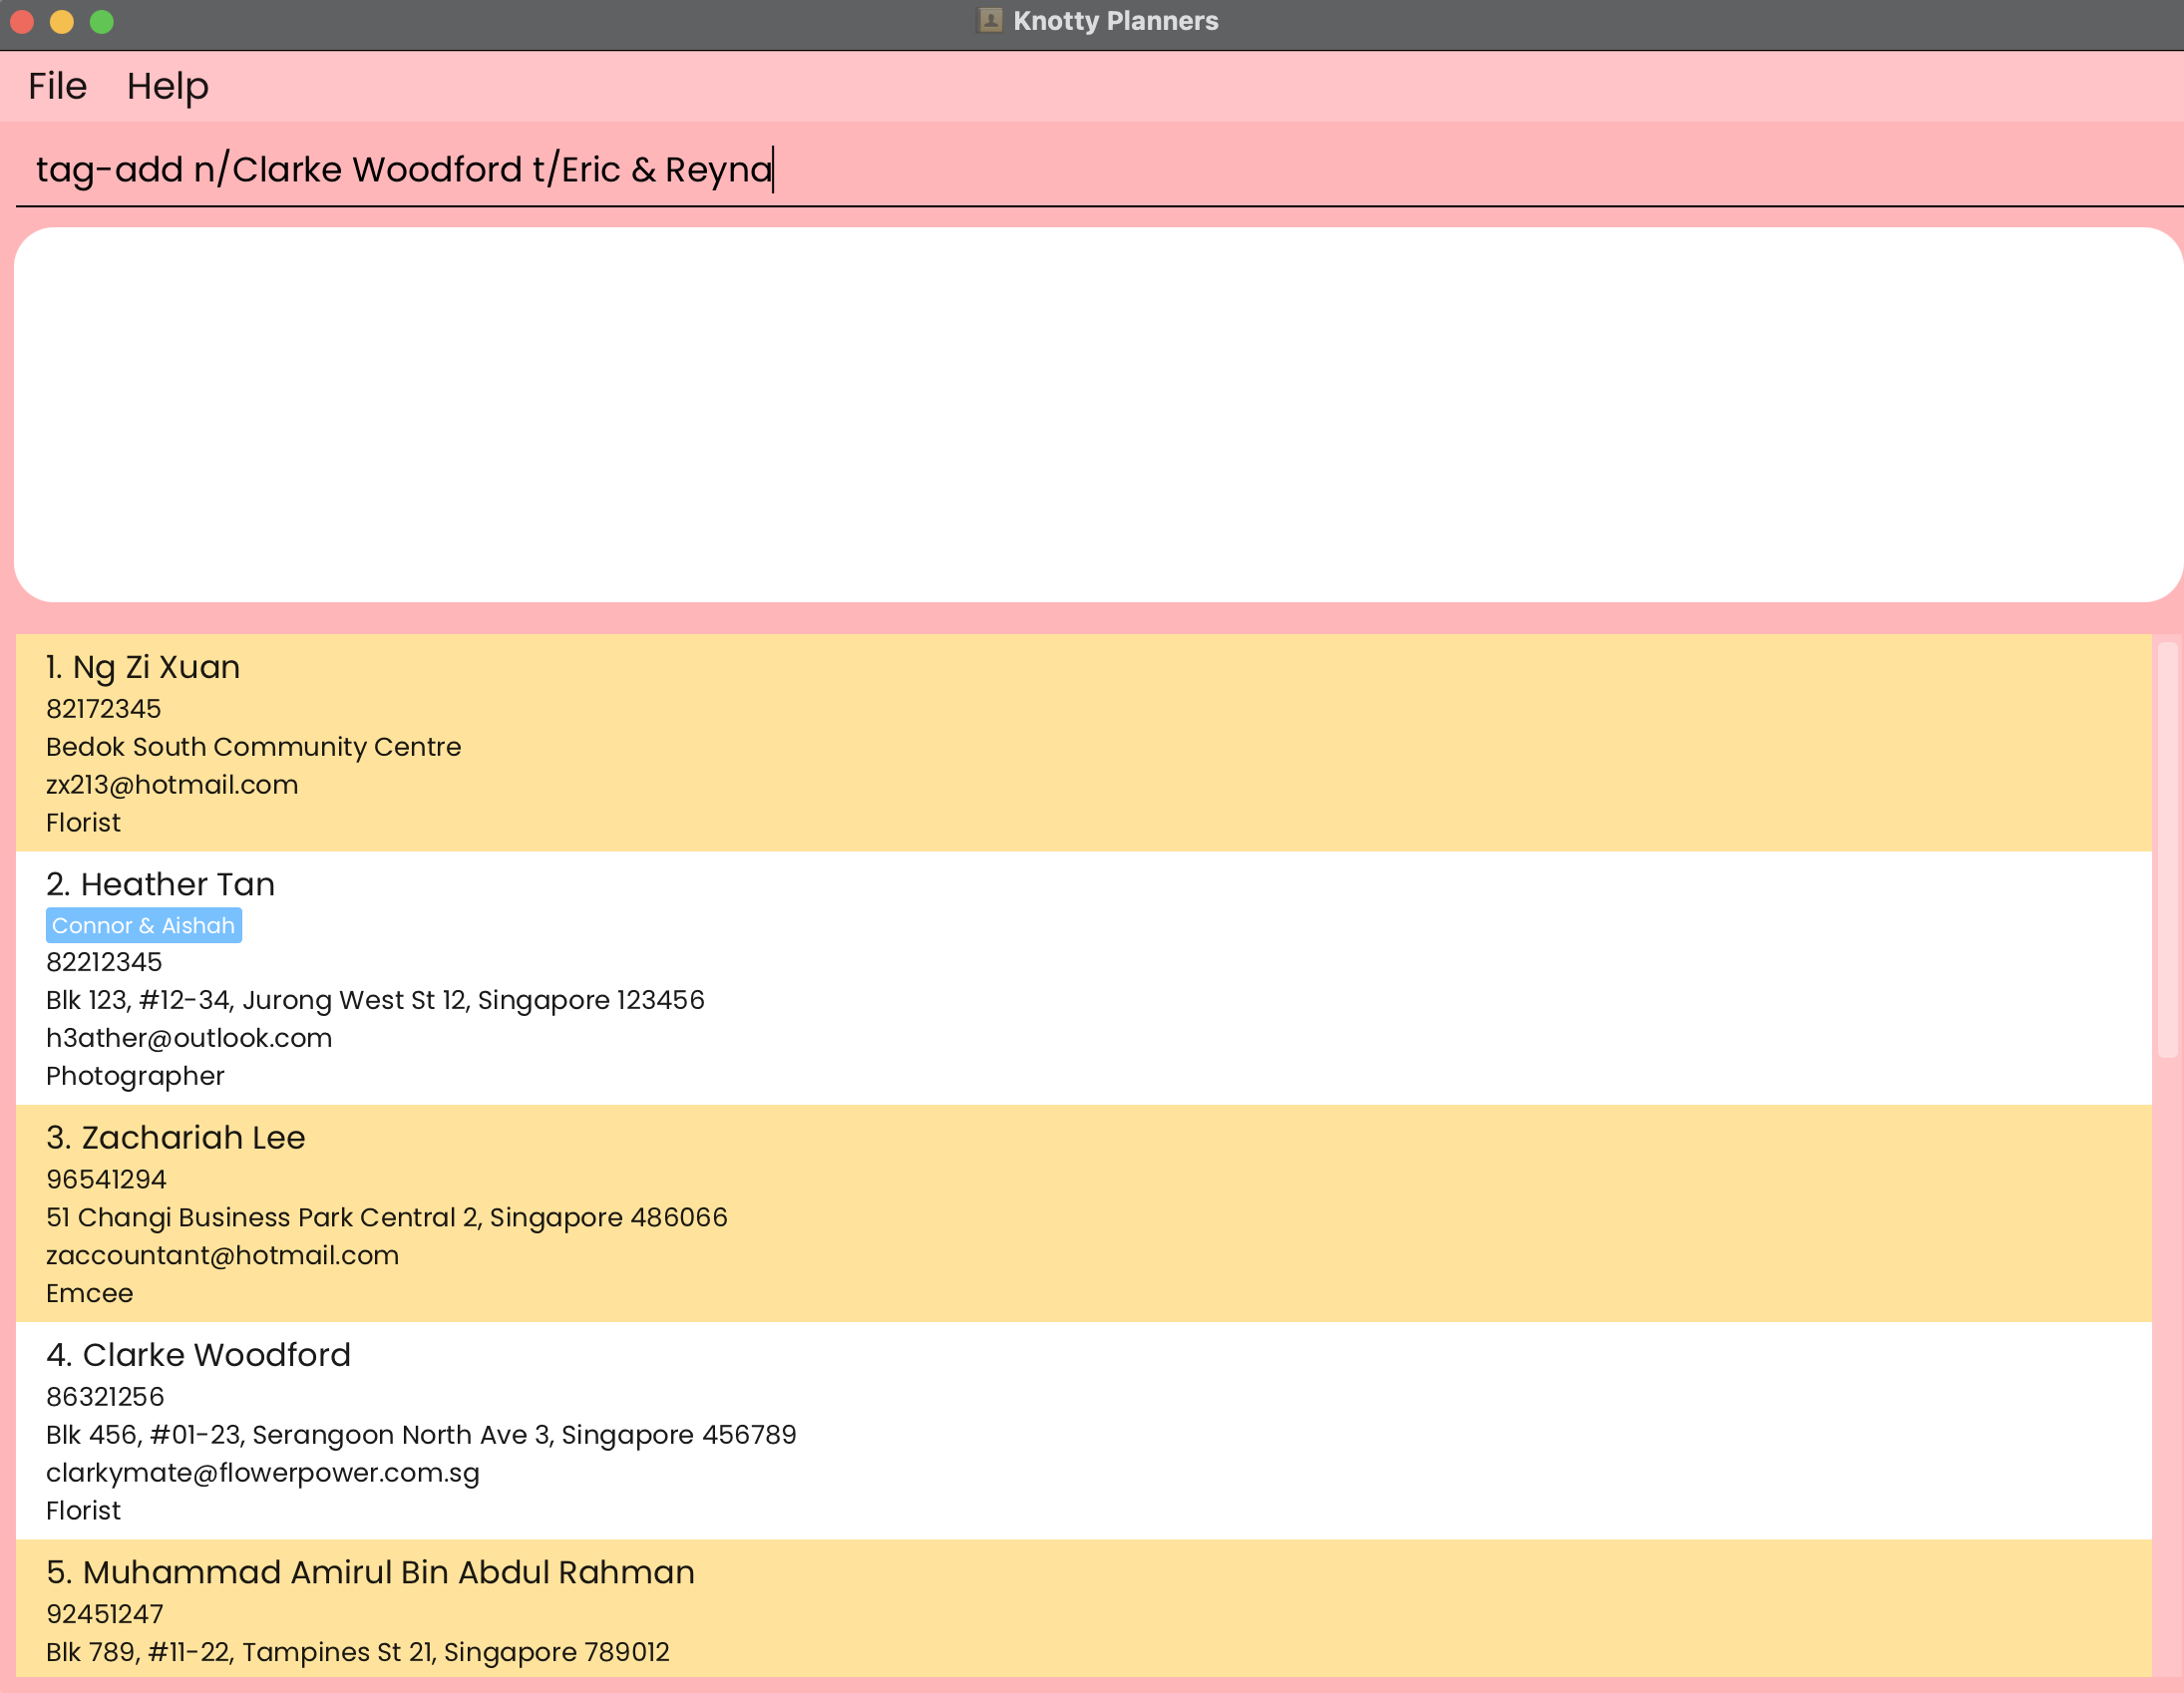 Knotty Planners
File Help
tag-add n/Clarke Woodford t/Eric & Reyna
1. Ng Zi Xuan
82172345
Bedok South Community Centre
zx213@hotmail.com
Florist
2. Heather Tan
Connor & Aishah
82212345
Blk 123, #12-34, Jurong West St 12, Singapore 123456
h3ather@outlook.com
Photographer
3. Zachariah Lee
96541294
51 Changi Business Park Central 2, Singapore 486066
zaccountant@hotmail.com
Emcee
4. Clarke Woodford
86321256
Blk 456, #01-23, Serangoon North Ave 3, Singapore 456789
clarkymate@flowerpower.com.sg
Florist
5. Muhammad Amirul Bin Abdul Rahman
92451247
Blk 789, #11-22, Tampines St 21, Singapore 789012